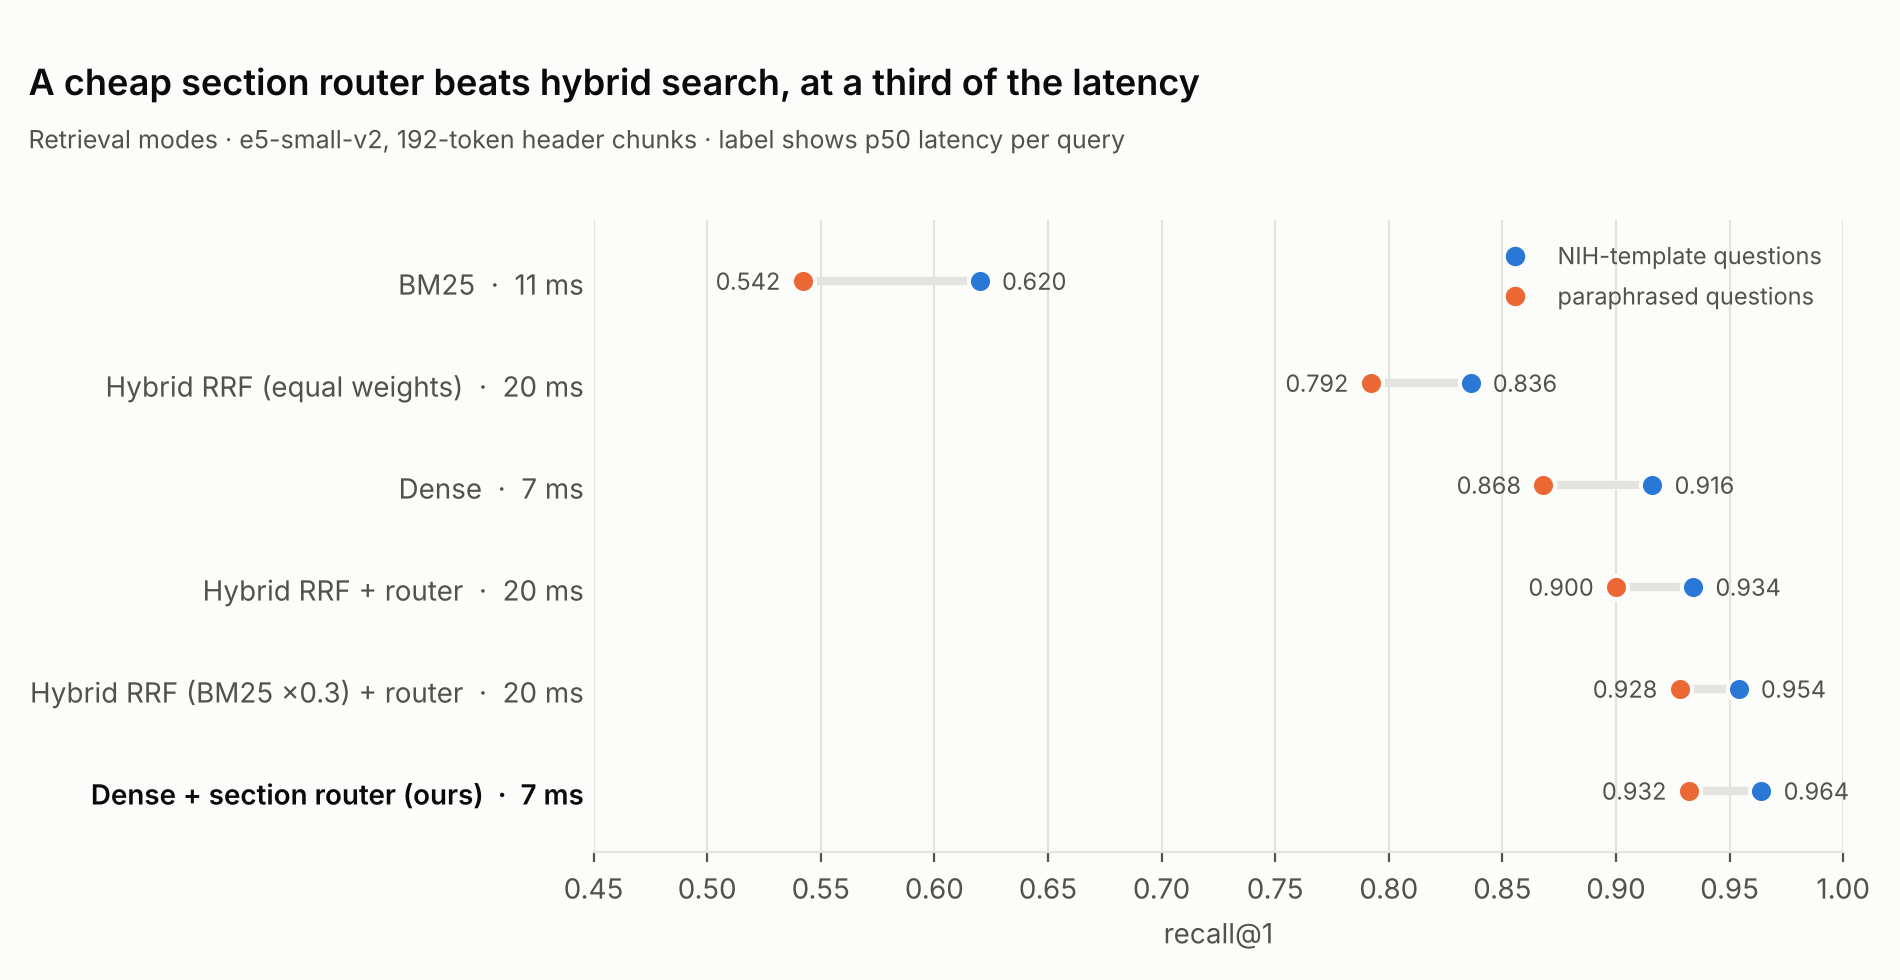 A cheap section router beats hybrid search, at a third of the latency
Retrieval modes · e5-small-v2, 192-token header chunks · label shows p50 latency per query
NIH-template questions
paraphrased questions
BM25 · 11 ms
0.542
0.620
Hybrid RRF (equal weights) · 20 ms
0.792
0.836
Dense · 7 ms
0.868
0.916
Hybrid RRF + router · 20 ms
0.900
0.934
Hybrid RRF (BM25 ×0.3) + router · 20 ms
0.928
0.954
Dense + section router (ours) · 7 ms
0.932
0.964
0.45 0.50 0.55 0.60 0.65 0.70 0.75 0.80 0.85 0.90 0.95 1.00
recall@1